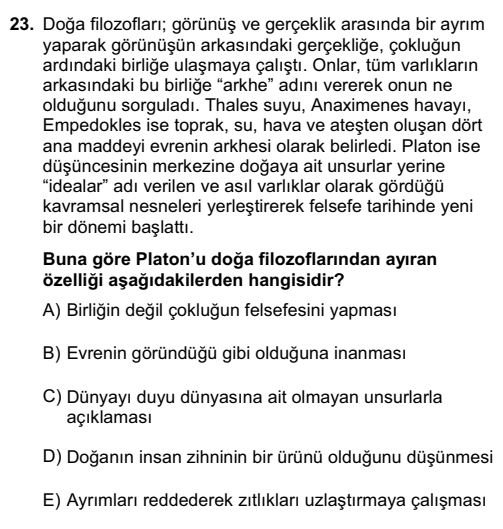 23. Doğa filozofları; görünüş ve gerçeklik arasında bir ayrım
yaparak görünüşün arkasındaki gerçekliğe, çokluğun
ardındaki birliğe ulaşmaya çalıştı. Onlar, tüm varlıkların
arkasındaki bu birliğe “arkhe” adını vererek onun ne
olduğunu sorguladı. Thales suyu, Anaximenes havayı,
Empedokles ise toprak, su, hava ve ateşten oluşan dört
ana maddeyi evrenin arkhesi olarak belirledi. Platon ise
düşüncesinin merkezine doğaya ait unsurlar yerine
“idealar” adı verilen ve asıl varlıklar olarak gördüğü
kavramsal nesneleri yerleştirerek felsefe tarihinde yeni
bir dönemi başlattı.
Buna göre Platon’u doğa filozoflarından ayıran
özelliği aşağıdakilerden hangisidir?
A) Birliğin değil çokluğun felsefesini yapması
B) Evrenin göründüğü gibi olduğuna inanması
C) Dünyayı duyu dünyasına ait olmayan unsurlarla
açıklaması
D) Doğanın insan zihninin bir ürünü olduğunu düşünmesi
E) Ayrımları reddederek zıtlıkları uzlaştırmaya çalışması